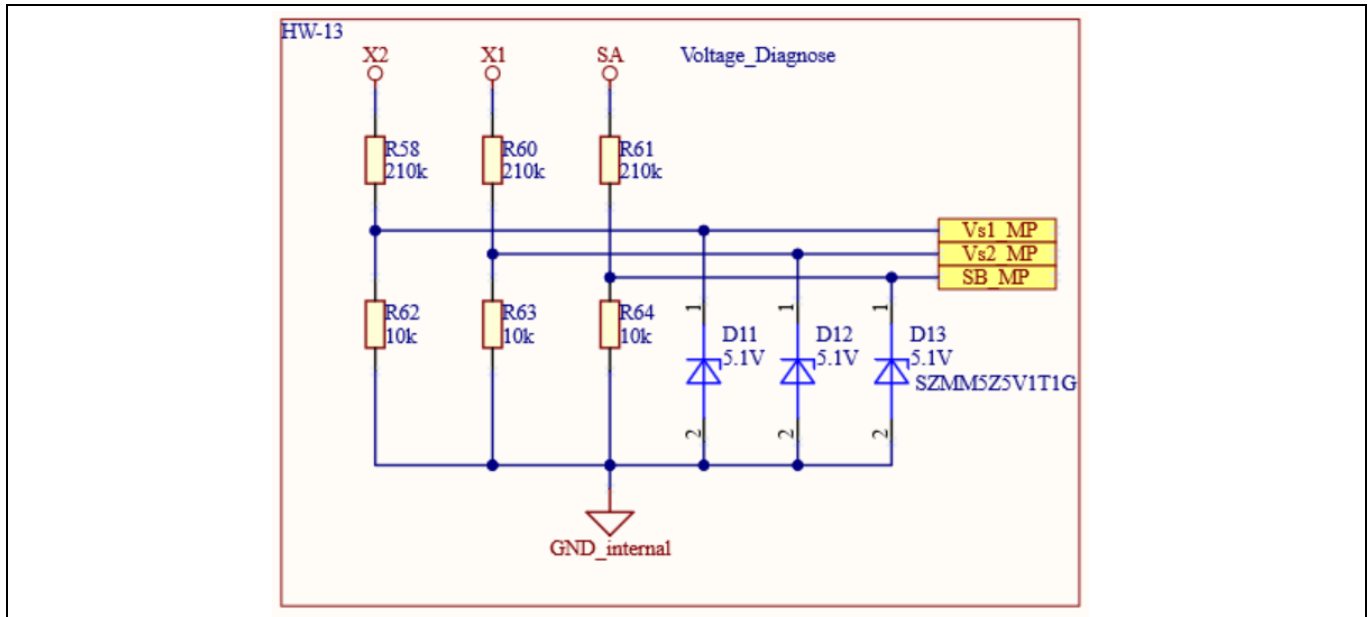 HW-13
X2 X1 SA Voltage_Diagnose
R58 R60 R61
210k 210k 210k
Vs1_MP
Vs2_MP
SB_MP
R62 R63 R64
10k 10k 10k
1 1 1
D11 D12 D13
5.1V 5.1V 5.1V
SZMM5Z5V1T1G
2 2 2
GND_internal